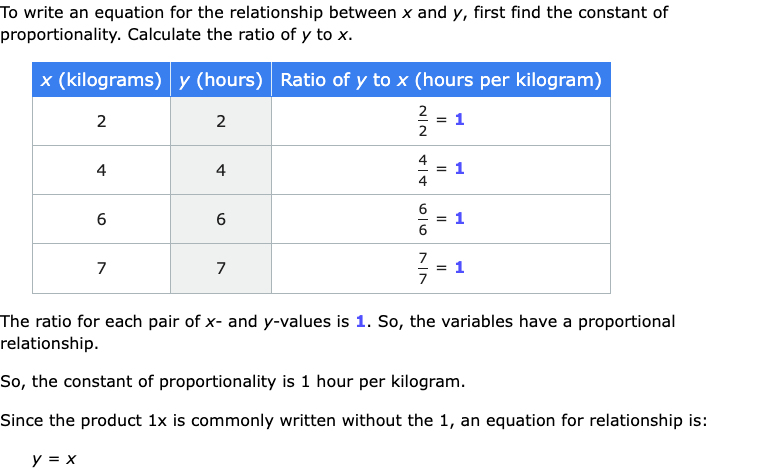 To write an equation for the relationship between x and y, first find the constant of
proportionality. Calculate the ratio of y to x.
x (kilograms) y (hours) Ratio of y to x (hours per kilogram)
2 2 2/2 = 1
4 4 4/4 = 1
6 6 6/6 = 1
7 7 7/7 = 1
The ratio for each pair of x- and y-values is 1. So, the variables have a proportional
relationship.
So, the constant of proportionality is 1 hour per kilogram.
Since the product 1x is commonly written without the 1, an equation for relationship is:
y = x